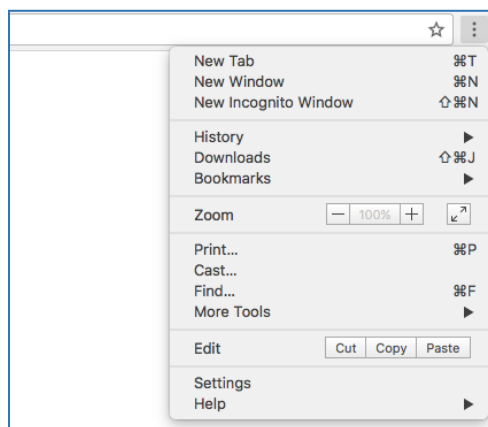 New Tab ⌘T
New Window ⌘N
New Incognito Window ⇧⌘N
History ▶
Downloads ⇧⌘J
Bookmarks ▶
Zoom — 100% +
Print... ⌘P
Cast...
Find... ⌘F
More Tools ▶
Edit Cut Copy Paste
Settings
Help ▶